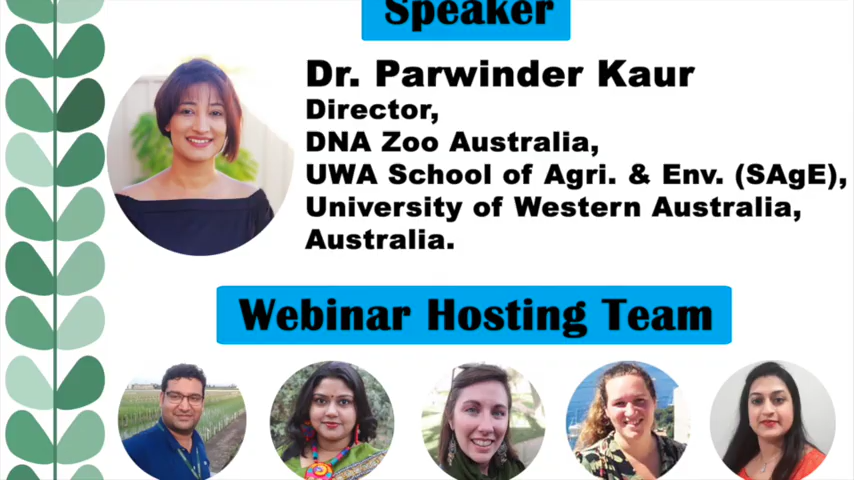 Speaker
Dr. Parwinder Kaur
Director,
DNA Zoo Australia,
UWA School of Agri. & Env. (SAgE),
University of Western Australia,
Australia.
Webinar Hosting Team